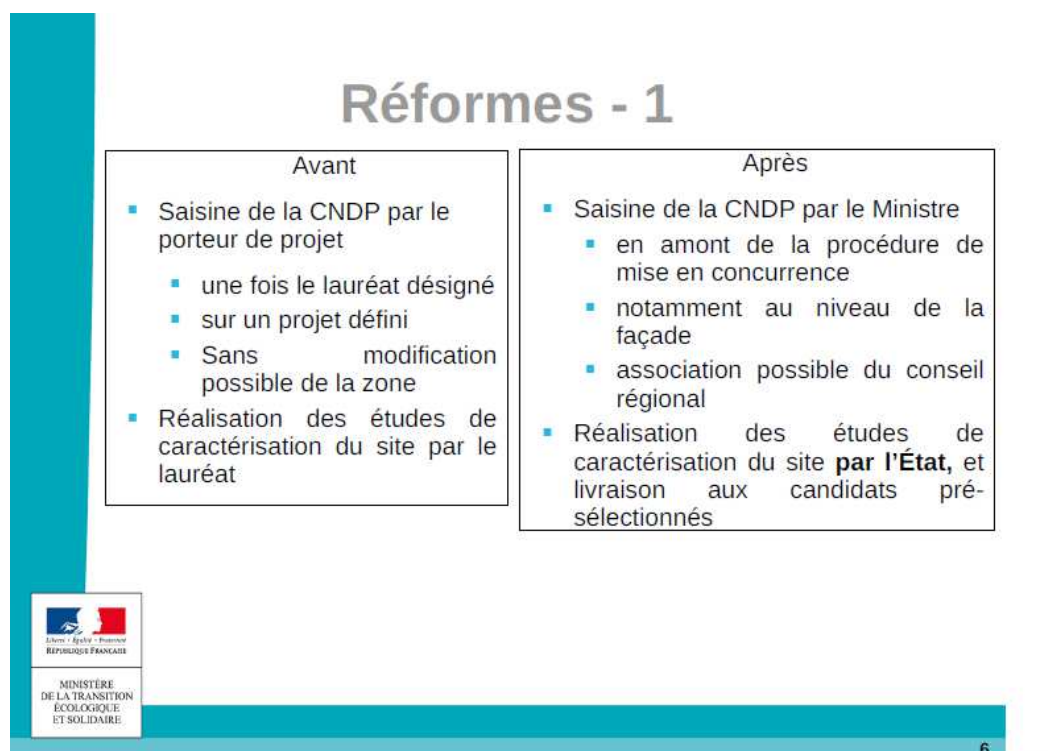 Réformes - 1
Avant
Saisine de la CNDP par le
porteur de projet
une fois le lauréat désigné
sur un projet défini
Sans modification
possible de la zone
Réalisation des études de
caractérisation du site par le
lauréat
Après
Saisine de la CNDP par le Ministre
en amont de la procédure de
mise en concurrence
notamment au niveau de la
façade
association possible du conseil
régional
Réalisation des études de
caractérisation du site par l'État, et
livraison aux candidats pré-
sélectionnés
Liberté • Égalité • Fraternité
RÉPUBLIQUE FRANÇAISE
MINISTÈRE
DE LA TRANSITION
ÉCOLOGIQUE
ET SOLIDAIRE
6